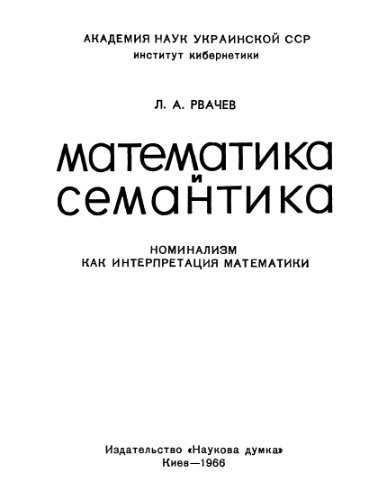 АКАДЕМИЯ НАУК УКРАИНСКОЙ ССР
институт кибернетики
Л. А. РВАЧЕВ
математика
и
семантика
НОМИНАЛИЗМ
КАК ИНТЕРПРЕТАЦИЯ МАТЕМАТИКИ
Издательство «Наукова думка»
Киев—1966